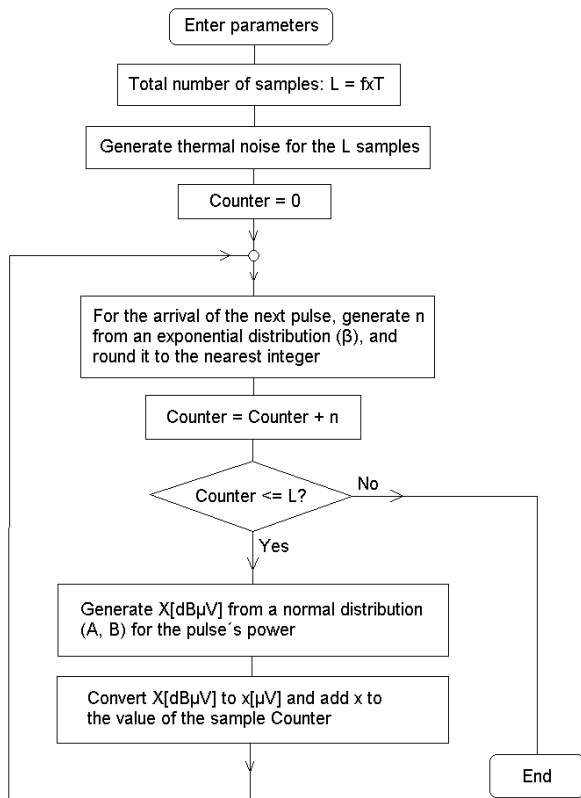 Enter parameters
Total number of samples: L = fxT
Generate thermal noise for the L samples
Counter = 0
For the arrival of the next pulse, generate n
from an exponential distribution (β), and
round it to the nearest integer
Counter = Counter + n
Counter <= L?
No
Yes
Generate X[dBµV] from a normal distribution
(A, B) for the pulse´s power
Convert X[dBµV] to x[µV] and add x to
the value of the sample Counter
End